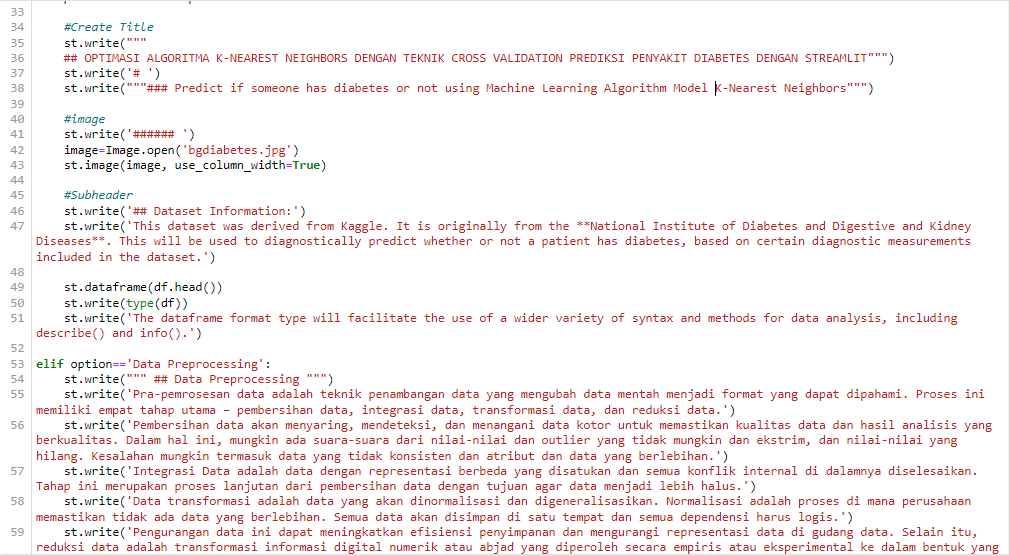 33
34 #Create Title
35 st.write("""
36 ## OPTIMASI ALGORITMA K-NEAREST NEIGHBORS DENGAN TEKNIK CROSS VALIDATION PREDIKSI PENYAKIT DIABETES DENGAN STREAMLIT""")
37 st.write('# ')
38 st.write("""### Predict if someone has diabetes or not using Machine Learning Algorithm Model K-Nearest Neighbors""")
39
40 #image
41 st.write('###### ')
42 image=Image.open('bgdiabetes.jpg')
43 st.image(image, use_column_width=True)
44
45 #Subheader
46 st.write('## Dataset Information:')
47 st.write('This dataset was derived from Kaggle. It is originally from the **National Institute of Diabetes and Digestive and Kidney
Diseases**. This will be used to diagnostically predict whether or not a patient has diabetes, based on certain diagnostic measurements
included in the dataset.')
48
49 st.dataframe(df.head())
50 st.write(type(df))
51 st.write('The dataframe format type will facilitate the use of a wider variety of syntax and methods for data analysis, including
describe() and info().')
52
53 elif option=='Data Preprocessing':
54 st.write(""" ## Data Preprocessing """)
55 st.write('Pra-pemrosesan data adalah teknik penambangan data yang mengubah data mentah menjadi format yang dapat dipahami. Proses ini
memiliki empat tahap utama – pembersihan data, integrasi data, transformasi data, dan reduksi data.')
56 st.write('Pembersihan data akan menyaring, mendeteksi, dan menangani data kotor untuk memastikan kualitas data dan hasil analisis yang
berkualitas. Dalam hal ini, mungkin ada suara-suara dari nilai-nilai dan outlier yang tidak mungkin dan ekstrim, dan nilai-nilai yang
hilang. Kesalahan mungkin termasuk data yang tidak konsisten dan atribut dan data yang berlebihan.')
57 st.write('Integrasi Data adalah data dengan representasi berbeda yang disatukan dan semua konflik internal di dalamnya diselesaikan.
Tahap ini merupakan proses lanjutan dari pembersihan data dengan tujuan agar data menjadi lebih halus.')
58 st.write('Data transformasi adalah data yang akan dinormalisasi dan digeneralisasikan. Normalisasi adalah proses di mana perusahaan
memastikan tidak ada data yang berlebihan. Semua data akan disimpan di satu tempat dan semua dependensi harus logis.')
59 st.write('Pengurangan data ini dapat meningkatkan efisiensi penyimpanan dan mengurangi representasi data di gudang data. Selain itu,
reduksi data adalah transformasi informasi digital numerik atau abjad yang diperoleh secara empiris atau eksperimental ke dalam bentuk yang